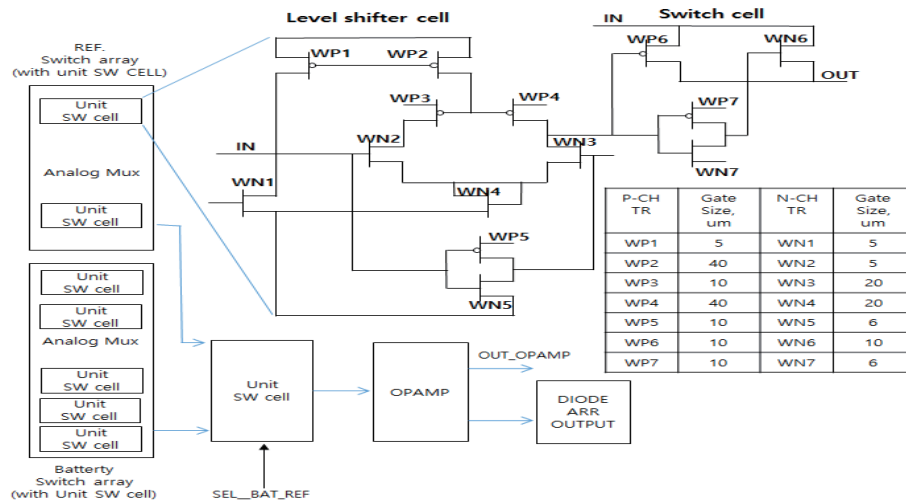 Level shifter cell
Switch cell
REF.
Switch array
(with unit SW CELL)
Unit
SW cell
Analog Mux
Unit
SW cell
Unit
SW cell
Unit
SW cell
Analog Mux
Unit
SW cell
Unit
SW cell
Unit
SW cell
Batterty
Switch array
(with Unit SW cell)
WP1
WP2
WP3
WP4
WN2
IN
WN3
WN1
WN4
WP5
WN5
IN
WP6
WN6
OUT
WP7
WN7
P-CH TR Gate Size, um N-CH TR Gate Size, um
WP1 5 WN1 5
WP2 40 WN2 5
WP3 10 WN3 20
WP4 40 WN4 20
WP5 10 WN5 6
WP6 10 WN6 10
WP7 10 WN7 6
Unit
SW cell
SEL__BAT_REF
OPAMP
OUT_OPAMP
DIODE
ARR
OUTPUT